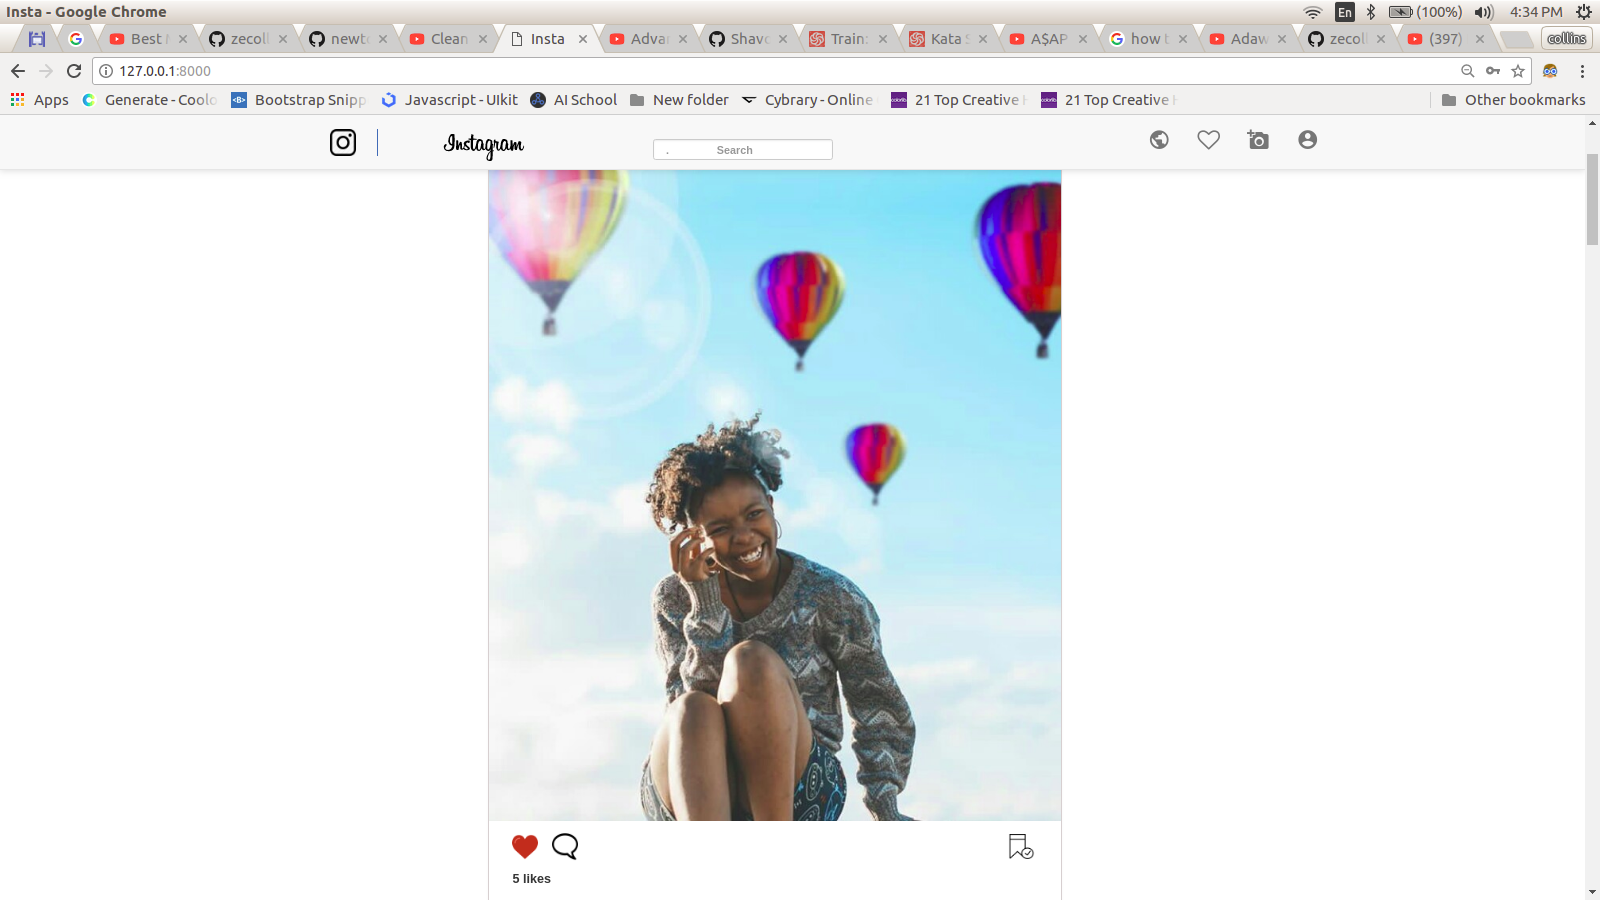 Insta - Google Chrome
En (100%) 4:34 PM
Best zecoll newt Clean Insta Advan Shavo Train: Kata A$AP how t Adaw zecoll (397) collins
127.0.0.1:8000
Apps Generate - Coolo Bootstrap Snipp Javascript - UIkit AI School New folder Cybrary - Online 21 Top Creative 21 Top Creative Other bookmarks
Instagram . Search
5 likes